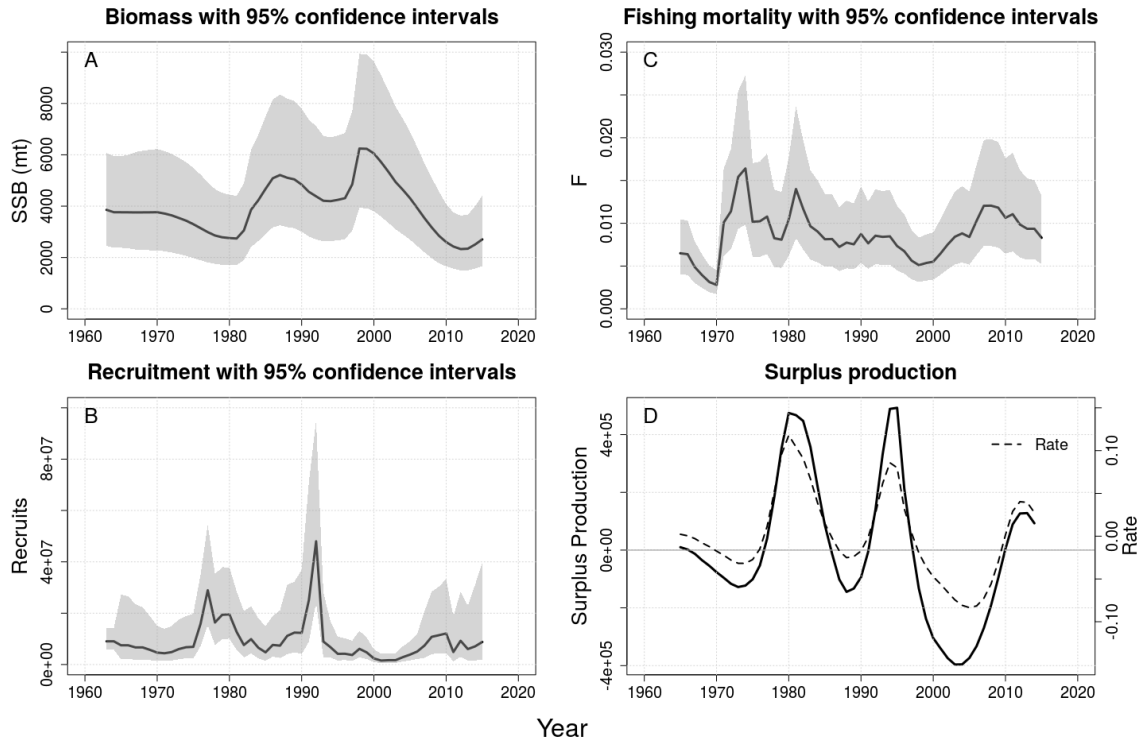 Biomass with 95% confidence intervals
A
SSB (mt)
0 2000 4000 6000 8000
1960 1970 1980 1990 2000 2010 2020
Fishing mortality with 95% confidence intervals
C
F
0.000 0.010 0.020 0.030
1960 1970 1980 1990 2000 2010 2020
Recruitment with 95% confidence intervals
B
Recruits
0e+00 4e+07 8e+07
1960 1970 1980 1990 2000 2010 2020
Surplus production
D
Rate
Surplus Production
-4e+05 0e+00 4e+05
-0.10 0.00 0.10
Rate
1960 1970 1980 1990 2000 2010 2020
Year